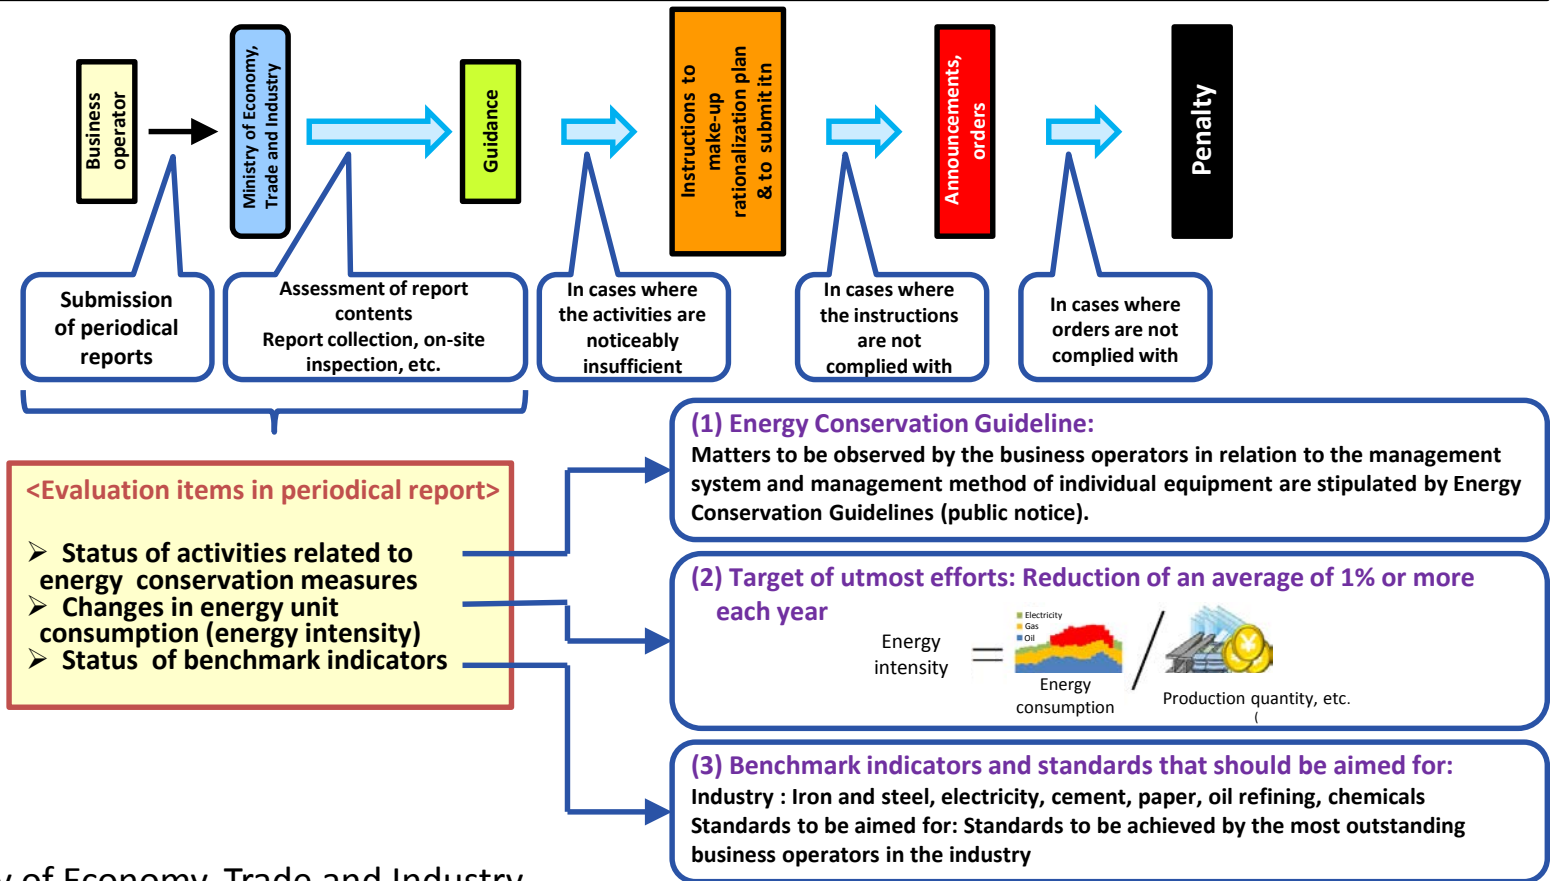 Business
operator
Ministry of Economy,
Trade and Industry
Guidance
Instructions to
make-up
rationalization plan
& to submit itn
Announcements,
orders
Penalty
Submission
of periodical
reports
Assessment of report
contents
Report collection, on-site
inspection, etc.
In cases where
the activities are
noticeably
insufficient
In cases where
the instructions
are not
complied with
In cases where
orders are not
complied with
<Evaluation items in periodical report>
➢ Status of activities related to
energy conservation measures
➢ Changes in energy unit
consumption (energy intensity)
➢ Status of benchmark indicators
(1) Energy Conservation Guideline:
Matters to be observed by the business operators in relation to the management
system and management method of individual equipment are stipulated by Energy
Conservation Guidelines (public notice).
(2) Target of utmost efforts: Reduction of an average of 1% or more
each year
Energy
intensity
=
Electricity
Gas
Oil
Energy
consumption
/
¥
Production quantity, etc.
(
(3) Benchmark indicators and standards that should be aimed for:
Industry : Iron and steel, electricity, cement, paper, oil refining, chemicals
Standards to be aimed for: Standards to be achieved by the most outstanding
business operators in the industry
y of Economy, Trade and Industry